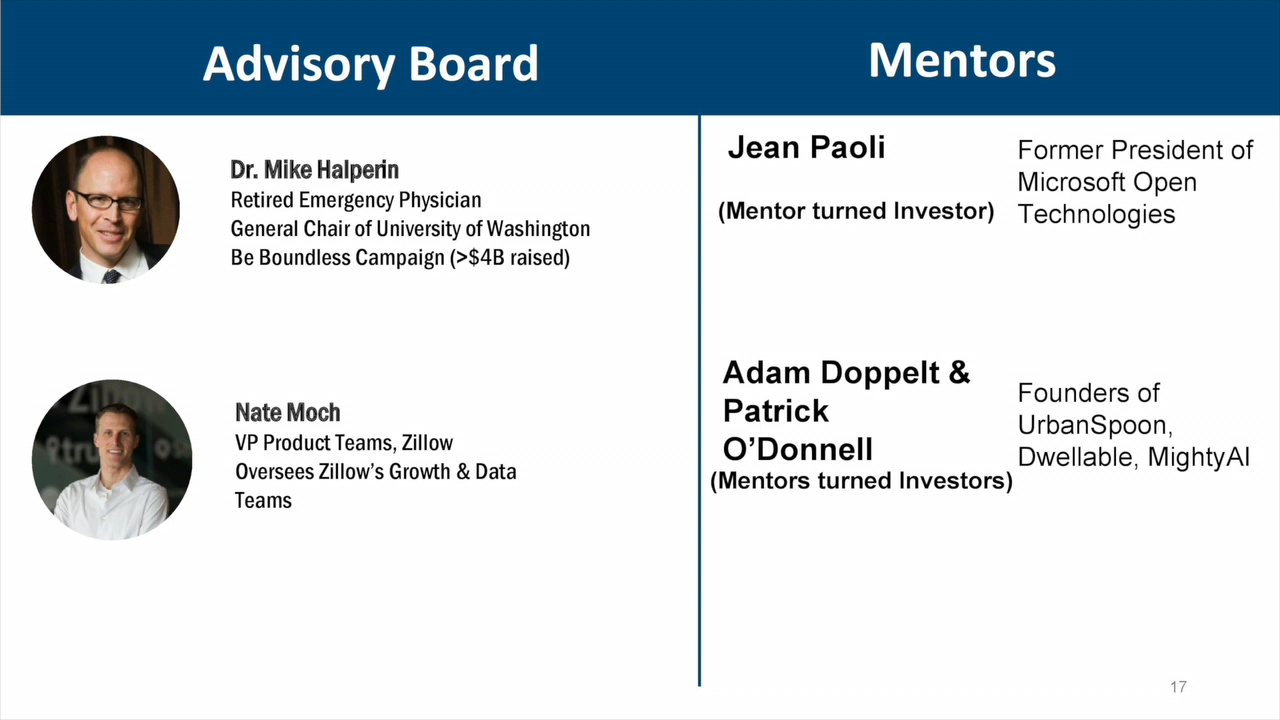 Advisory Board
Mentors
Dr. Mike Halperin
Retired Emergency Physician
General Chair of University of Washington
Be Boundless Campaign (>$4B raised)
Nate Moch
VP Product Teams, Zillow
Oversees Zillow’s Growth & Data
Teams
Jean Paoli
(Mentor turned Investor)
Former President of
Microsoft Open
Technologies
Adam Doppelt &
Patrick
O’Donnell
(Mentors turned Investors)
Founders of
UrbanSpoon,
Dwellable, MightyAI
17